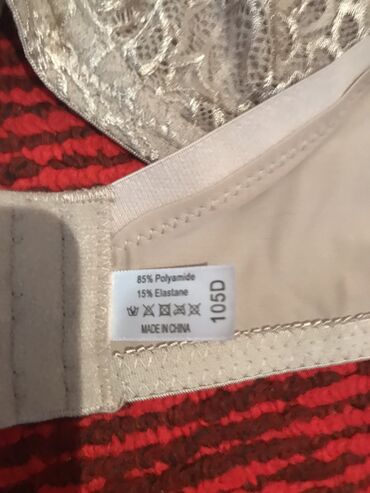 85% Polyamide
15% Elastane
MADE IN CHINA
105D